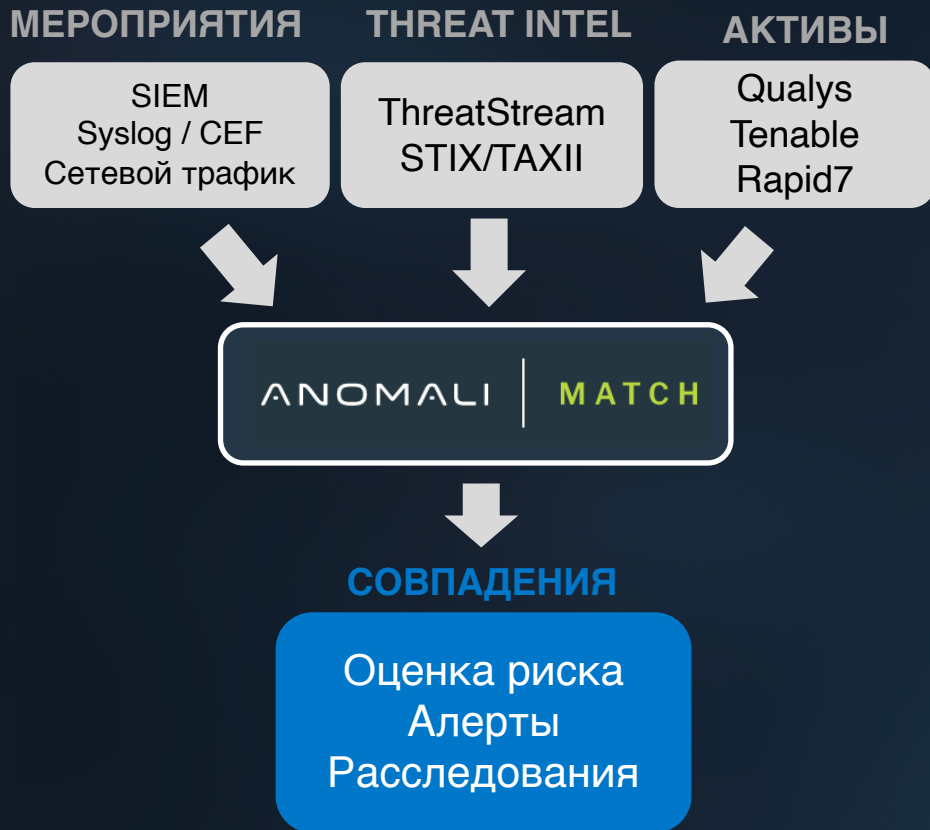 МЕРОПРИЯТИЯ
SIEM
Syslog / CEF
Сетевой трафик
THREAT INTEL
ThreatStream
STIX/TAXII
АКТИВЫ
Qualys
Tenable
Rapid7
ANOMALI | MATCH
СОВПАДЕНИЯ
Оценка риска
Алерты
Расследования